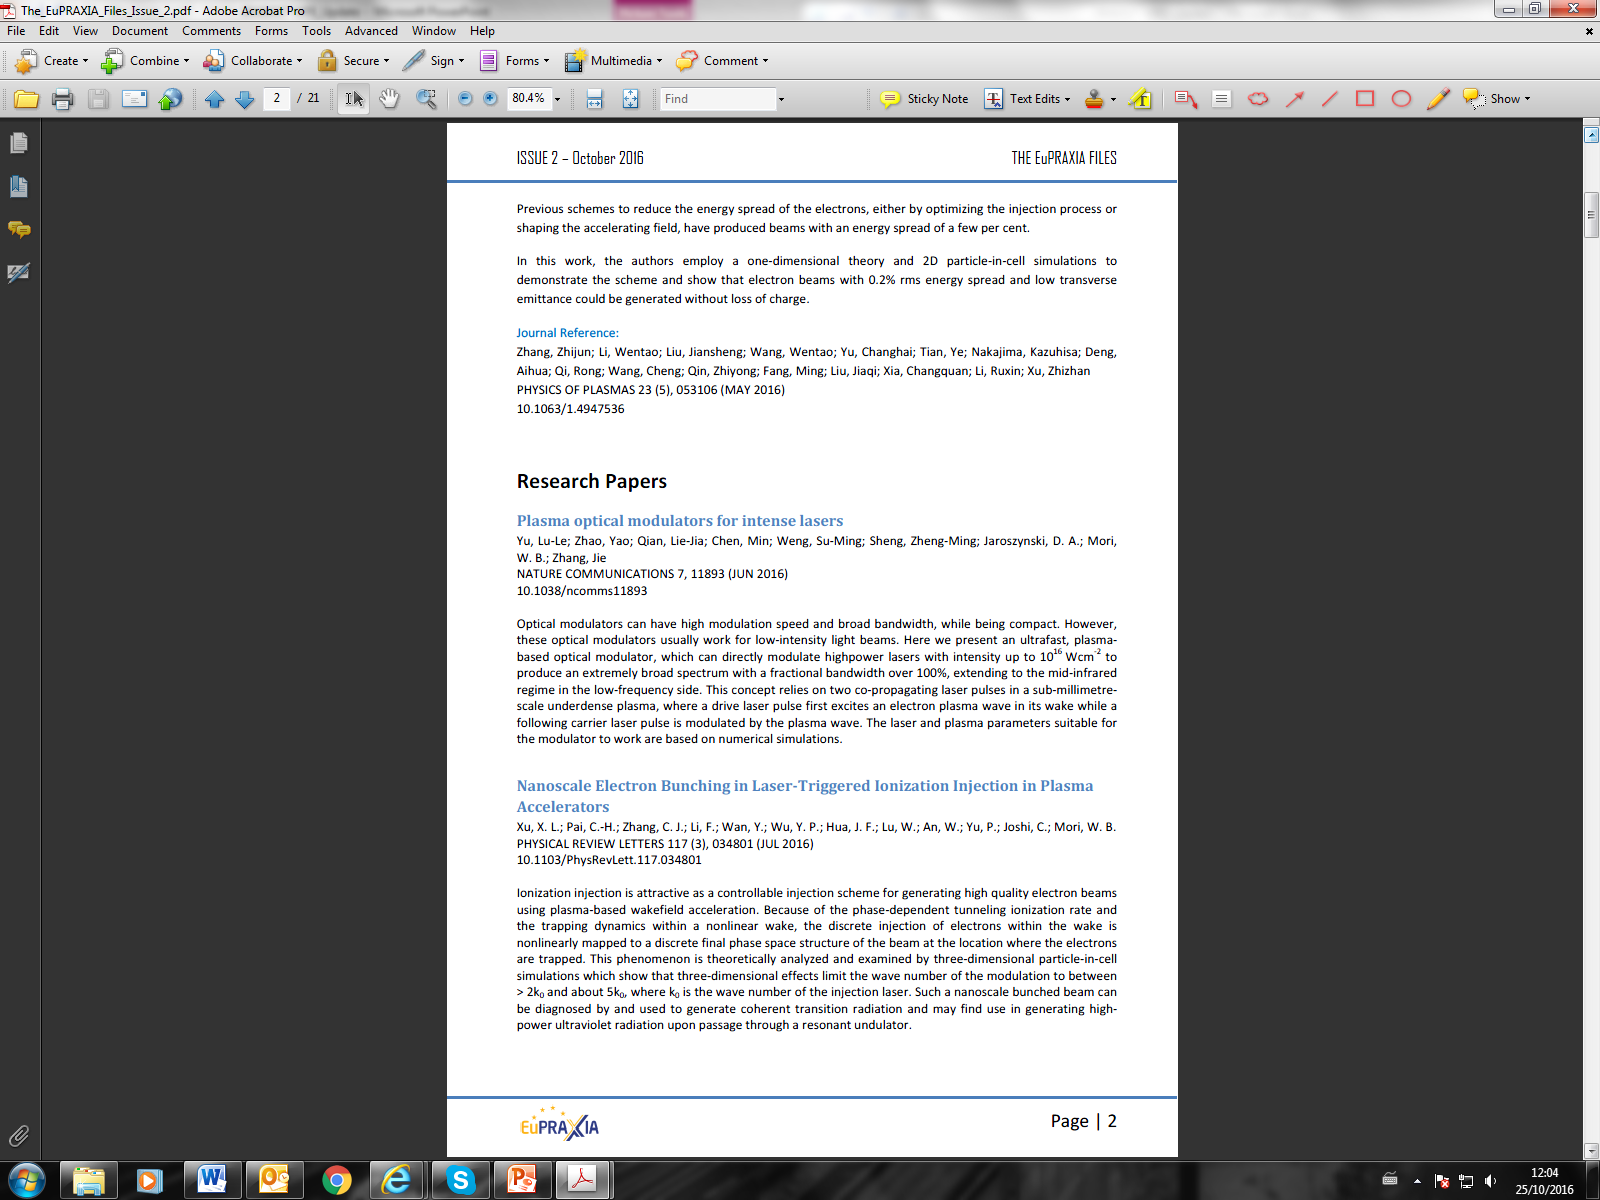 The_EuPRAXIA_Files_Issue_2.pdf - Adobe Acrobat Pro
File Edit View Document Comments Forms Tools Advanced Window Help
Create Combine Collaborate Secure Sign Forms Multimedia Comment
2 / 21 80.4% Find Sticky Note Text Edits Show
ISSUE 2 – October 2016 THE EuPRAXIA FILES
Previous schemes to reduce the energy spread of the electrons, either by optimizing the injection process or
shaping the accelerating field, have produced beams with an energy spread of a few per cent.
In this work, the authors employ a one-dimensional theory and 2D particle-in-cell simulations to
demonstrate the scheme and show that electron beams with 0.2% rms energy spread and low transverse
emittance could be generated without loss of charge.
Journal Reference:
Zhang, Zhijun; Li, Wentao; Liu, Jiansheng; Wang, Wentao; Yu, Changhai; Tian, Ye; Nakajima, Kazuhisa; Deng,
Aihua; Qi, Rong; Wang, Cheng; Qin, Zhiyong; Fang, Ming; Liu, Jiaqi; Xia, Changquan; Li, Ruxin; Xu, Zhizhan
PHYSICS OF PLASMAS 23 (5), 053106 (MAY 2016)
10.1063/1.4947536
Research Papers
Plasma optical modulators for intense lasers
Yu, Lu-Le; Zhao, Yao; Qian, Lie-Jia; Chen, Min; Weng, Su-Ming; Sheng, Zheng-Ming; Jaroszynski, D. A.; Mori,
W. B.; Zhang, Jie
NATURE COMMUNICATIONS 7, 11893 (JUN 2016)
10.1038/ncomms11893
Optical modulators can have high modulation speed and broad bandwidth, while being compact. However,
these optical modulators usually work for low-intensity light beams. Here we present an ultrafast, plasma-
based optical modulator, which can directly modulate highpower lasers with intensity up to 10¹⁶ Wcm⁻² to
produce an extremely broad spectrum with a fractional bandwidth over 100%, extending to the mid-infrared
regime in the low-frequency side. This concept relies on two co-propagating laser pulses in a sub-millimetre-
scale underdense plasma, where a drive laser pulse first excites an electron plasma wave in its wake while a
following carrier laser pulse is modulated by the plasma wave. The laser and plasma parameters suitable for
the modulator to work are based on numerical simulations.
Nanoscale Electron Bunching in Laser-Triggered Ionization Injection in Plasma
Accelerators
Xu, X. L.; Pai, C.-H.; Zhang, C. J.; Li, F.; Wan, Y.; Wu, Y. P.; Hua, J. F.; Lu, W.; An, W.; Yu, P.; Joshi, C.; Mori, W. B.
PHYSICAL REVIEW LETTERS 117 (3), 034801 (JUL 2016)
10.1103/PhysRevLett.117.034801
Ionization injection is attractive as a controllable injection scheme for generating high quality electron beams
using plasma-based wakefield acceleration. Because of the phase-dependent tunneling ionization rate and
the trapping dynamics within a nonlinear wake, the discrete injection of electrons within the wake is
nonlinearly mapped to a discrete final phase space structure of the beam at the location where the electrons
are trapped. This phenomenon is theoretically analyzed and examined by three-dimensional particle-in-cell
simulations which show that three-dimensional effects limit the wave number of the modulation to between
> 2k₀ and about 5k₀, where k₀ is the wave number of the injection laser. Such a nanoscale bunched beam can
be diagnosed by and used to generate coherent transition radiation and may find use in generating high-
power ultraviolet radiation upon passage through a resonant undulator.
EuPRAXIA Page | 2
12:04
25/10/2016